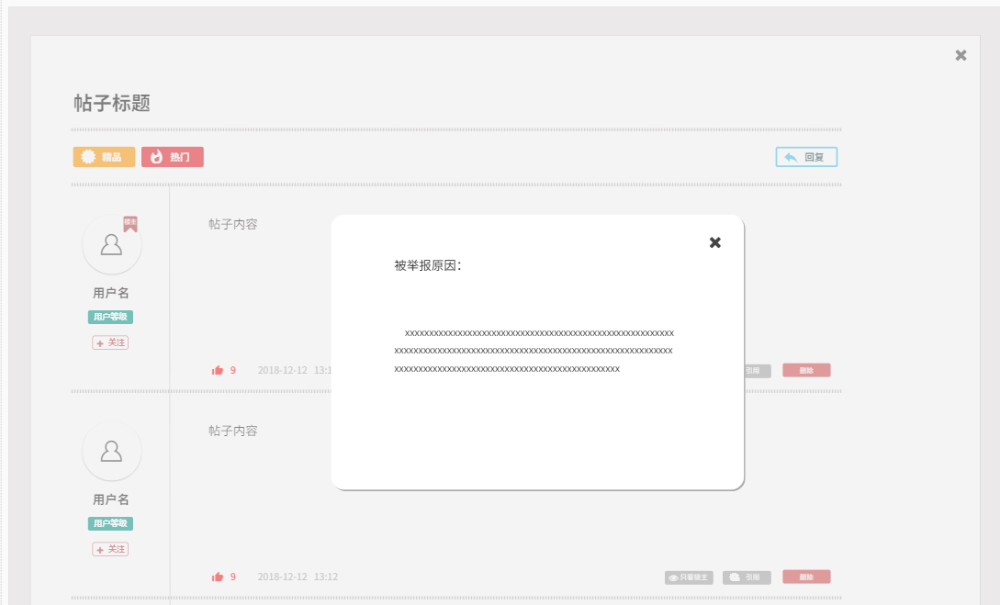 帖子标题
精品
热门
回复
楼主
帖子内容
被举报原因：
用户名
用户等级
+ 关注
xxxxxxxxxxxxxxxxxxxxxxxxxxxxxxxxxxxxxxxxxxxxxxxxxxxxxxxx
xxxxxxxxxxxxxxxxxxxxxxxxxxxxxxxxxxxxxxxxxxxxxxxxxxxxxxxxxx
xxxxxxxxxxxxxxxxxxxxxxxxxxxxxxxxxxxxxxxxxxxxxxx
9 2018-12-12 13:1
引用
删除
帖子内容
用户名
用户等级
+ 关注
9 2018-12-12 13:12
只看楼主
引用
删除